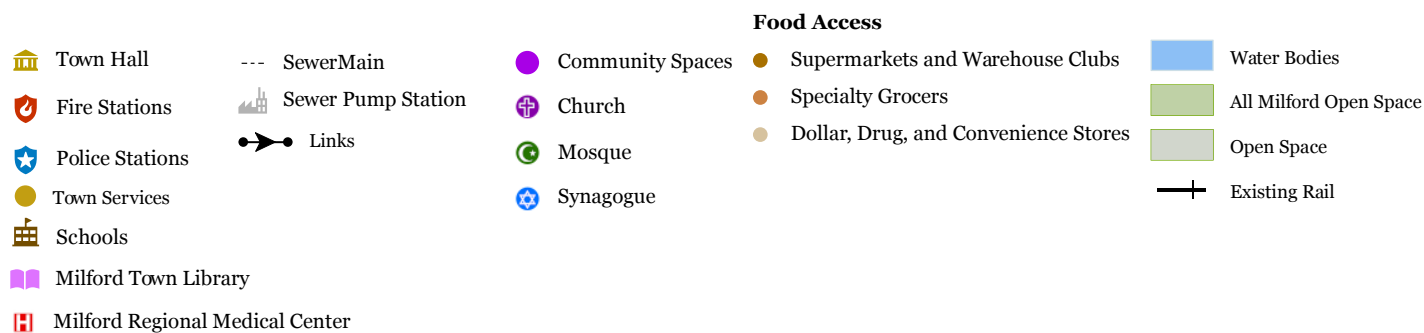 Town Hall
Fire Stations
Police Stations
Town Services
Schools
Milford Town Library
Milford Regional Medical Center
SewerMain
Sewer Pump Station
Links
Community Spaces
Church
Mosque
Synagogue
Food Access
Supermarkets and Warehouse Clubs
Specialty Grocers
Dollar, Drug, and Convenience Stores
Water Bodies
All Milford Open Space
Open Space
Existing Rail